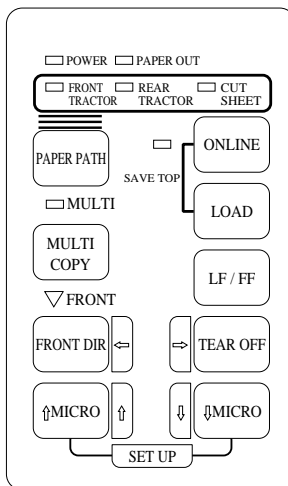 POWER PAPER OUT
FRONT TRACTOR REAR TRACTOR CUT SHEET
PAPER PATH ONLINE
SAVE TOP
MULTI LOAD
MULTI COPY LF / FF
FRONT
FRONT DIR ⇦ ⇨ TEAR OFF
⇧MICRO ⇧ ⇩ ⇩MICRO
SET UP